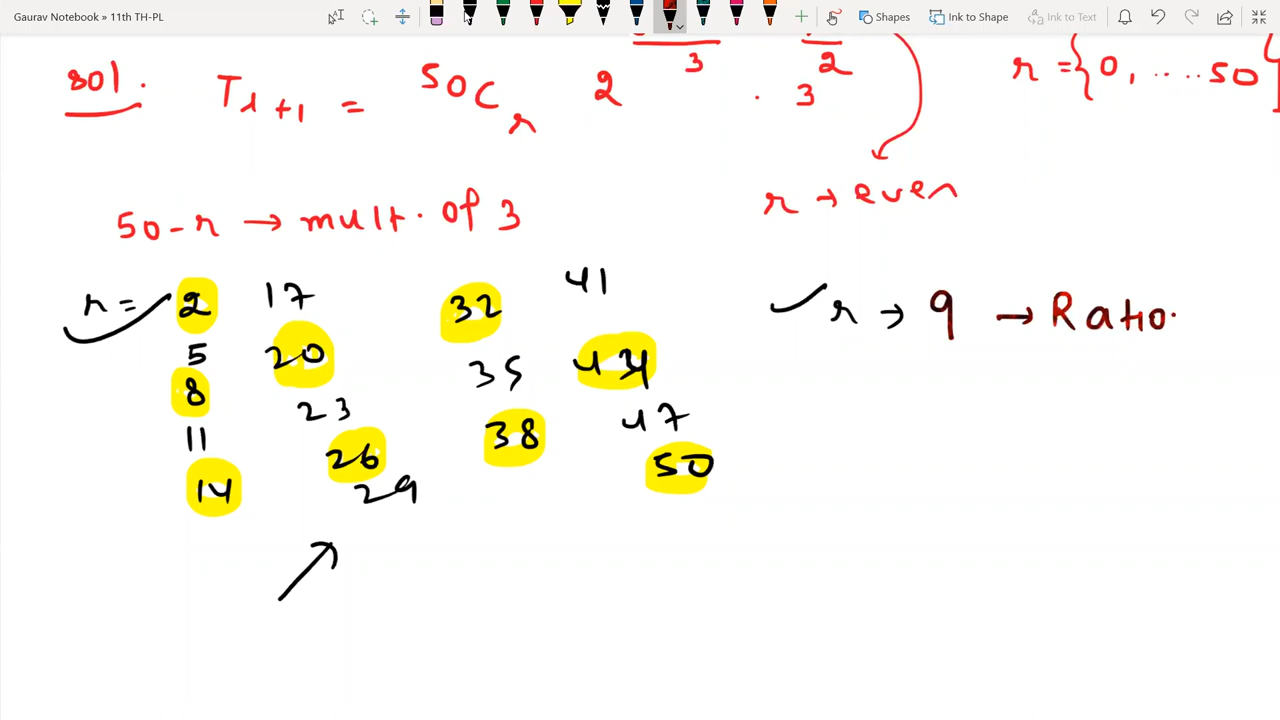 Gaurav Notebook » 11th TH-PL
Shapes
Ink to Shape
Ink to Text
sol. T r+1 = 50 C r 2 3 . 3 2
r = {0, .... 50}
r → even
50 - r → mult. of 3
r = 2 17 32 41
5 20 35 44
8 23 38 47
11 26 50
14 29
r → 9 → Ratio.